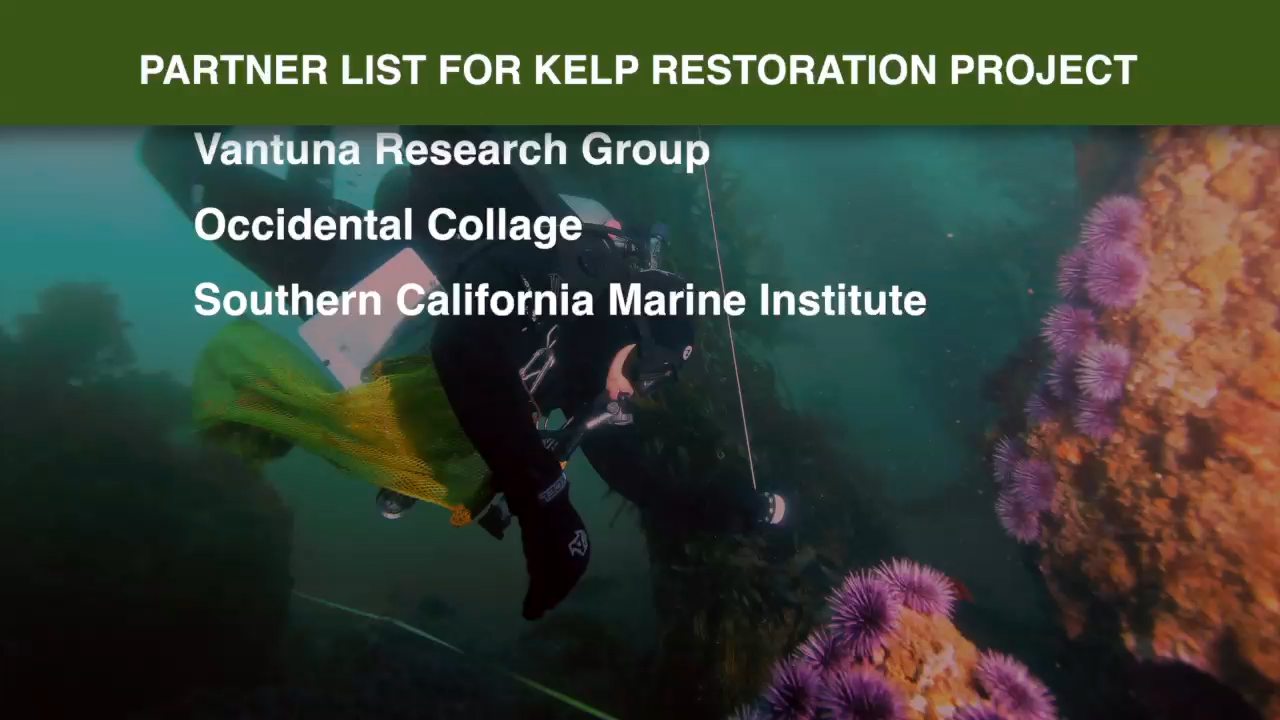 PARTNER LIST FOR KELP RESTORATION PROJECT
Vantuna Research Group
Occidental Collage
Southern California Marine Institute